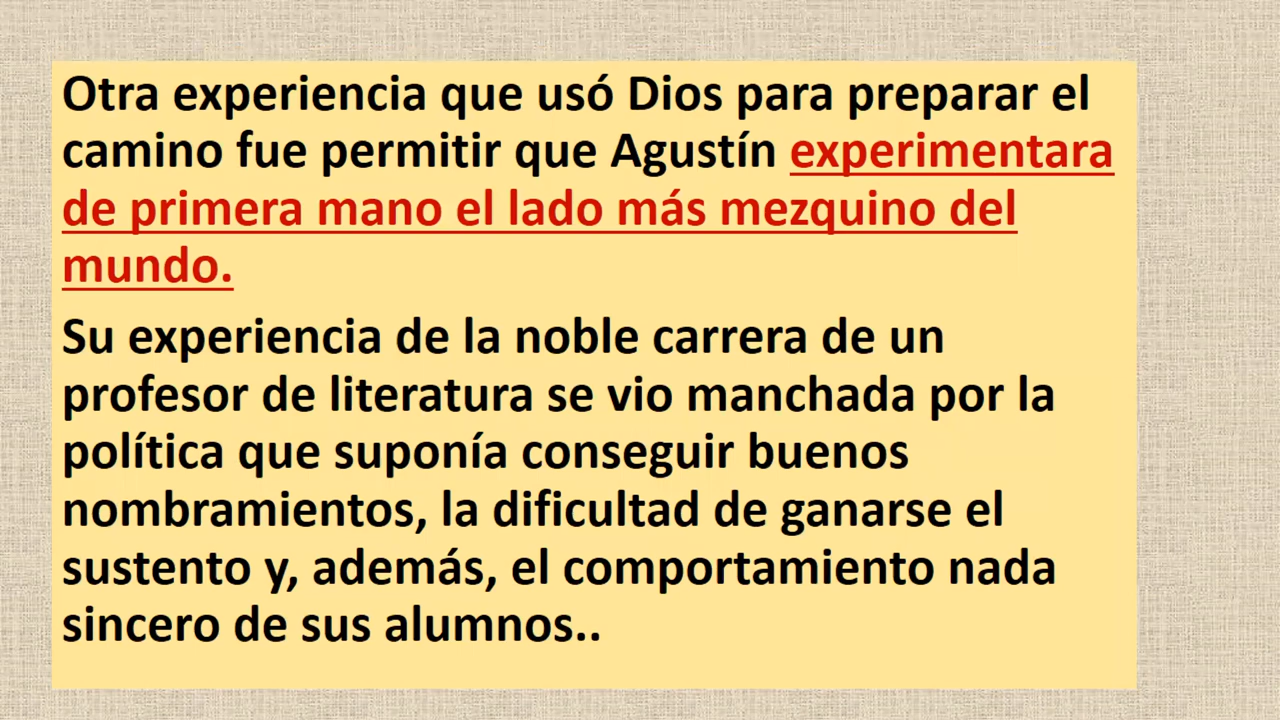 Otra experiencia que usó Dios para preparar el
camino fue permitir que Agustín experimentara
de primera mano el lado más mezquino del
mundo.
Su experiencia de la noble carrera de un
profesor de literatura se vio manchada por la
política que suponía conseguir buenos
nombramientos, la dificultad de ganarse el
sustento y, además, el comportamiento nada
sincero de sus alumnos..